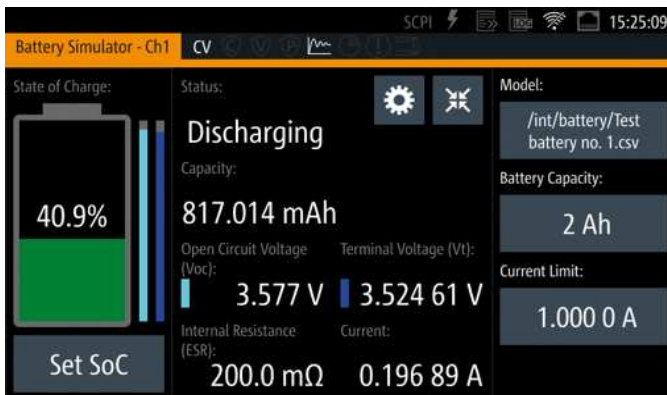 SCPI 15:25:09
Battery Simulator - Ch1 CV
State of Charge:
40.9%
Set SoC
Status:
Discharging
Capacity:
817.014 mAh
Open Circuit Voltage
(Voc):
3.577 V
Terminal Voltage (Vt):
3.524 61 V
Internal Resistance
(ESR):
200.0 mΩ
Current:
0.196 89 A
Model:
/int/battery/Test
battery no. 1.csv
Battery Capacity:
2 Ah
Current Limit:
1.000 0 A